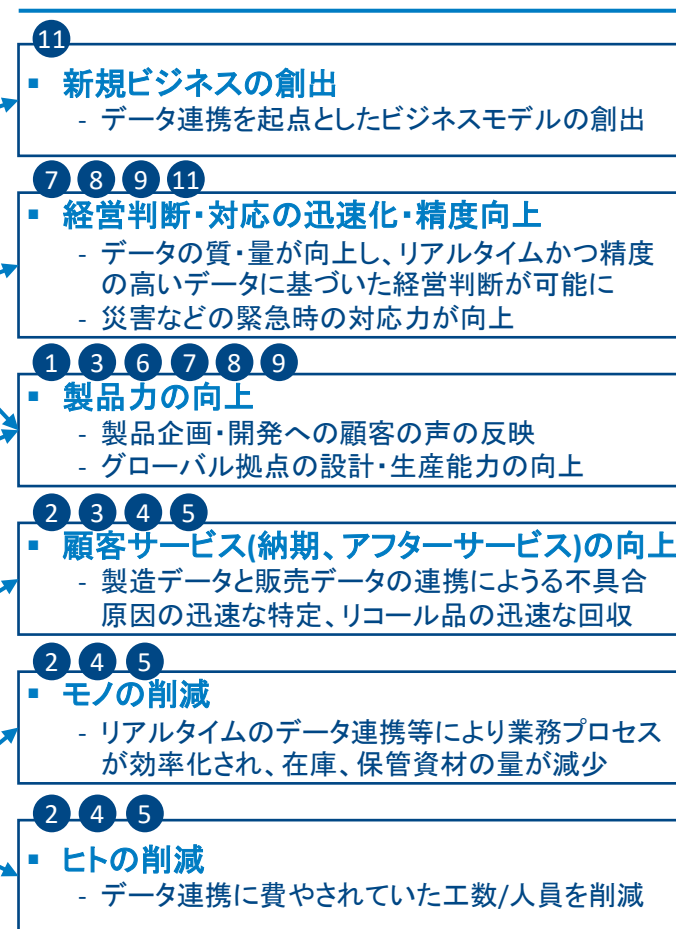 11
▪ 新規ビジネスの創出
- データ連携を起点としたビジネスモデルの創出
7 8 9 11
▪ 経営判断・対応の迅速化・精度向上
- データの質・量が向上し、リアルタイムかつ精度
の高いデータに基づいた経営判断が可能に
- 災害などの緊急時の対応力が向上
1 3 6 7 8 9
▪ 製品力の向上
- 製品企画・開発への顧客の声の反映
- グローバル拠点の設計・生産能力の向上
2 3 4 5
▪ 顧客サービス(納期、アフターサービス)の向上
- 製造データと販売データの連携にようる不具合
原因の迅速な特定、リコール品の迅速な回収
2 4 5
▪ モノの削減
- リアルタイムのデータ連携等により業務プロセス
が効率化され、在庫、保管資材の量が減少
2 4 5
▪ ヒトの削減
- データ連携に費やされていた工数/人員を削減